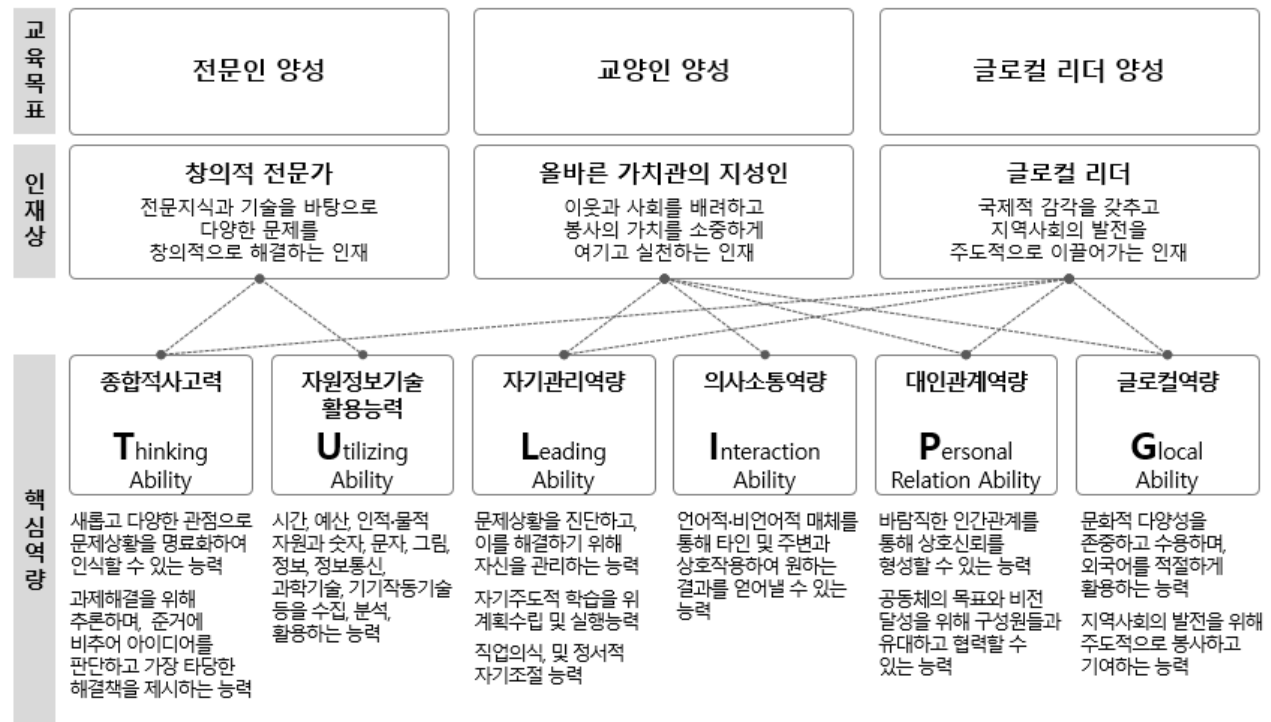 교육목표
전문인 양성
교양인 양성
글로컬 리더 양성
인재상
창의적 전문가
전문지식과 기술을 바탕으로
다양한 문제를
창의적으로 해결하는 인재
올바른 가치관의 지성인
이웃과 사회를 배려하고
봉사의 가치를 소중하게
여기고 실천하는 인재
글로컬 리더
국제적 감각을 갖추고
지역사회의 발전을
주도적으로 이끌어가는 인재
핵심역량
종합적사고력
Thinking
Ability
새롭고 다양한 관점으로
문제상황을 명료화하여
인식할 수 있는 능력
과제해결을 위해
추론하며, 준거에
비추어 아이디어를
판단하고 가장 타당한
해결책을 제시하는 능력
자원정보기술
활용능력
Utilizing
Ability
시간, 예산, 인적·물적
자원과 숫자, 문자, 그림,
정보, 정보통신,
과학기술, 기기작동기술
등을 수집, 분석,
활용하는 능력
자기관리역량
Leading
Ability
문제상황을 진단하고,
이를 해결하기 위해
자신을 관리하는 능력
자기주도적 학습을 위
계획수립 및 실행능력
직업의식, 및 정서적
자기조절 능력
의사소통역량
Interaction
Ability
언어적·비언어적 매체를
통해 타인 및 주변과
상호작용하여 원하는
결과를 얻어낼 수 있는
능력
대인관계역량
Personal
Relation Ability
바람직한 인간관계를
통해 상호신뢰를
형성할 수 있는 능력
공동체의 목표와 비전
달성을 위해 구성원들과
유대하고 협력할 수
있는 능력
글로컬역량
Glocal
Ability
문화적 다양성을
존중하고 수용하며,
외국어를 적절하게
활용하는 능력
지역사회의 발전을 위해
주도적으로 봉사하고
기여하는 능력